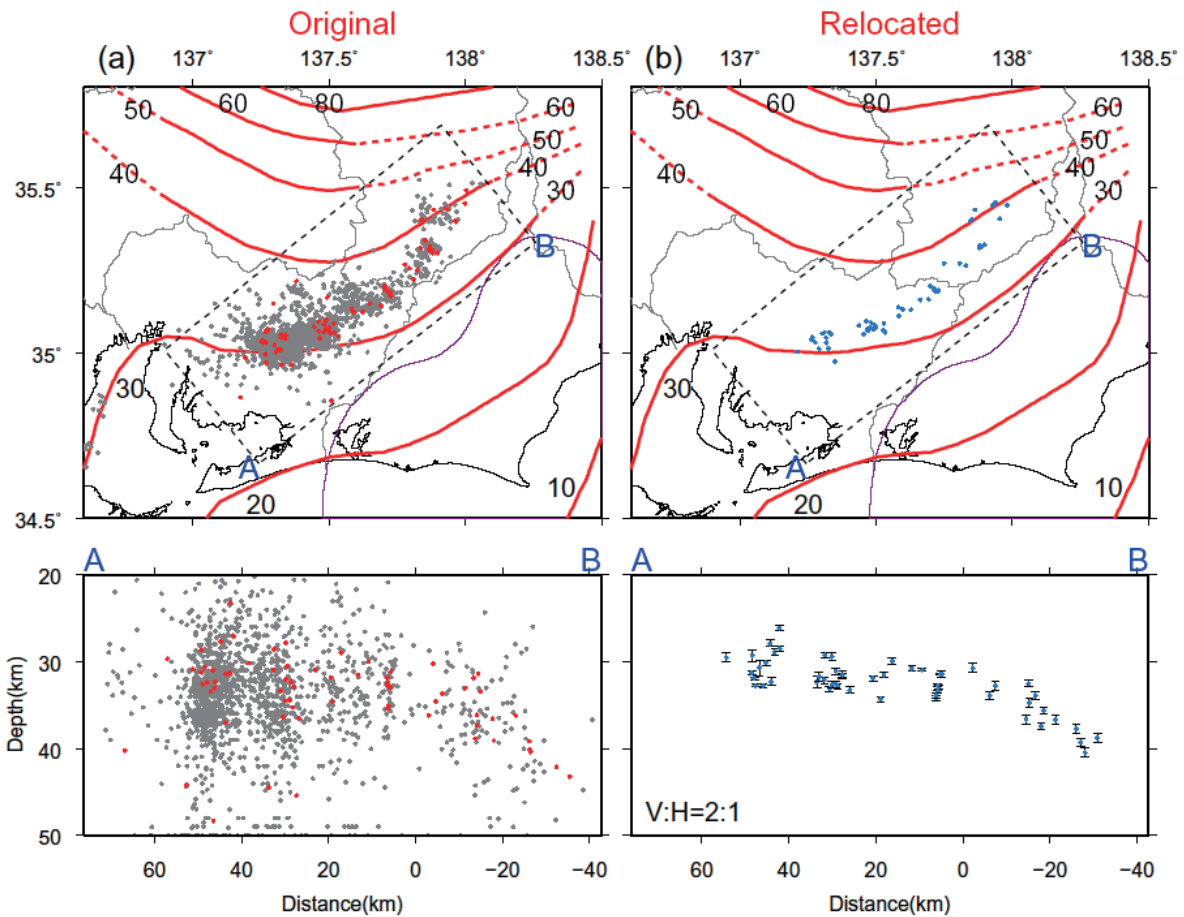 Original Relocated
(a) 137˚ 137.5˚ 138˚ 138.5˚ (b) 137˚ 137.5˚ 138˚ 138.5˚
50 60 80 60 50 60 80 60
50 50
40 40 40 40
35.5˚ 30 30
B B
35˚
30 30
A A
20 10 20 10
34.5˚
A B A B
20
30
Depth(km)
40
V:H=2:1
50
60 40 20 0 −20 −40 60 40 20 0 −20 −40
Distance(km) Distance(km)